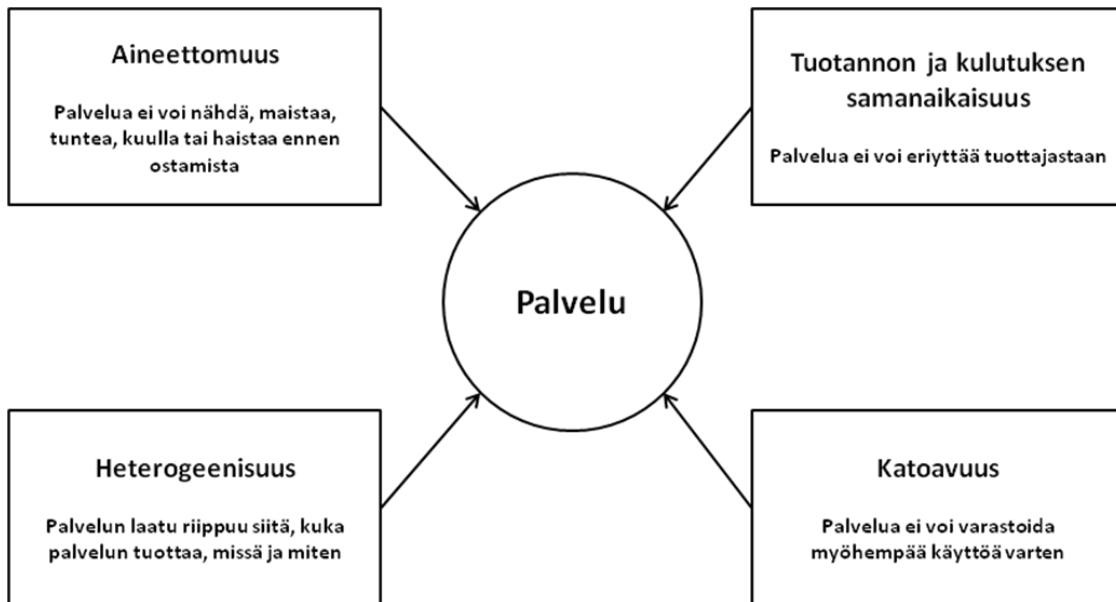 Aineettomuus
Palvelua ei voi nähdä, maistaa,
tuntea, kuulla tai haistaa ennen
ostamista
Tuotannon ja kulutuksen
samanaikaisuus
Palvelua ei voi eriyttää tuottajastaan
Palvelu
Heterogeenisuus
Palvelun laatu riippuu siitä, kuka
palvelun tuottaa, missä ja miten
Katoavuus
Palvelua ei voi varastoida
myöhempää käyttöä varten